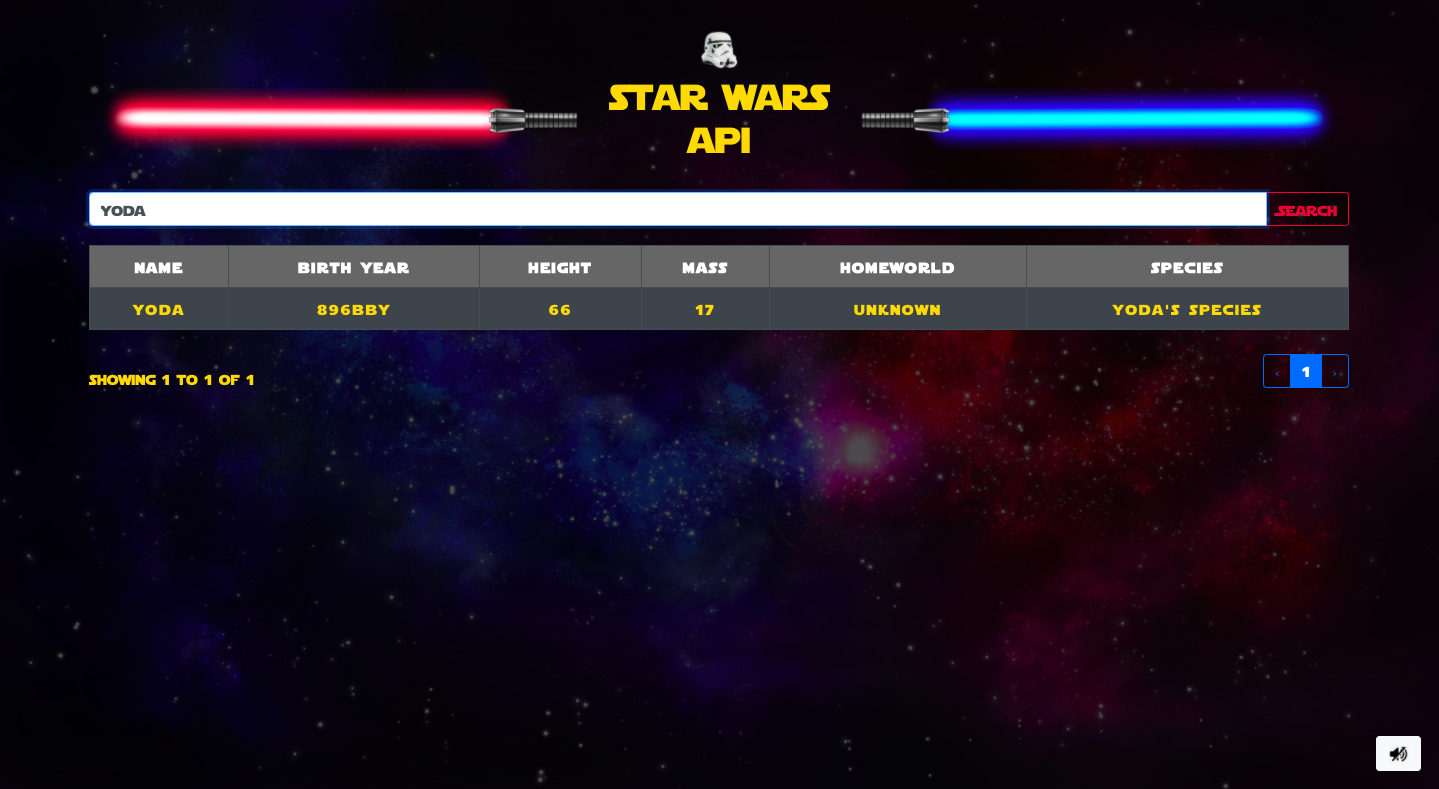 STAR WARS
API
YODA
SEARCH
NAME BIRTH YEAR HEIGHT MASS HOMEWORLD SPECIES
YODA 896BBY 66 17 UNKNOWN YODA'S SPECIES
SHOWING 1 TO 1 OF 1
‹ 1 ›